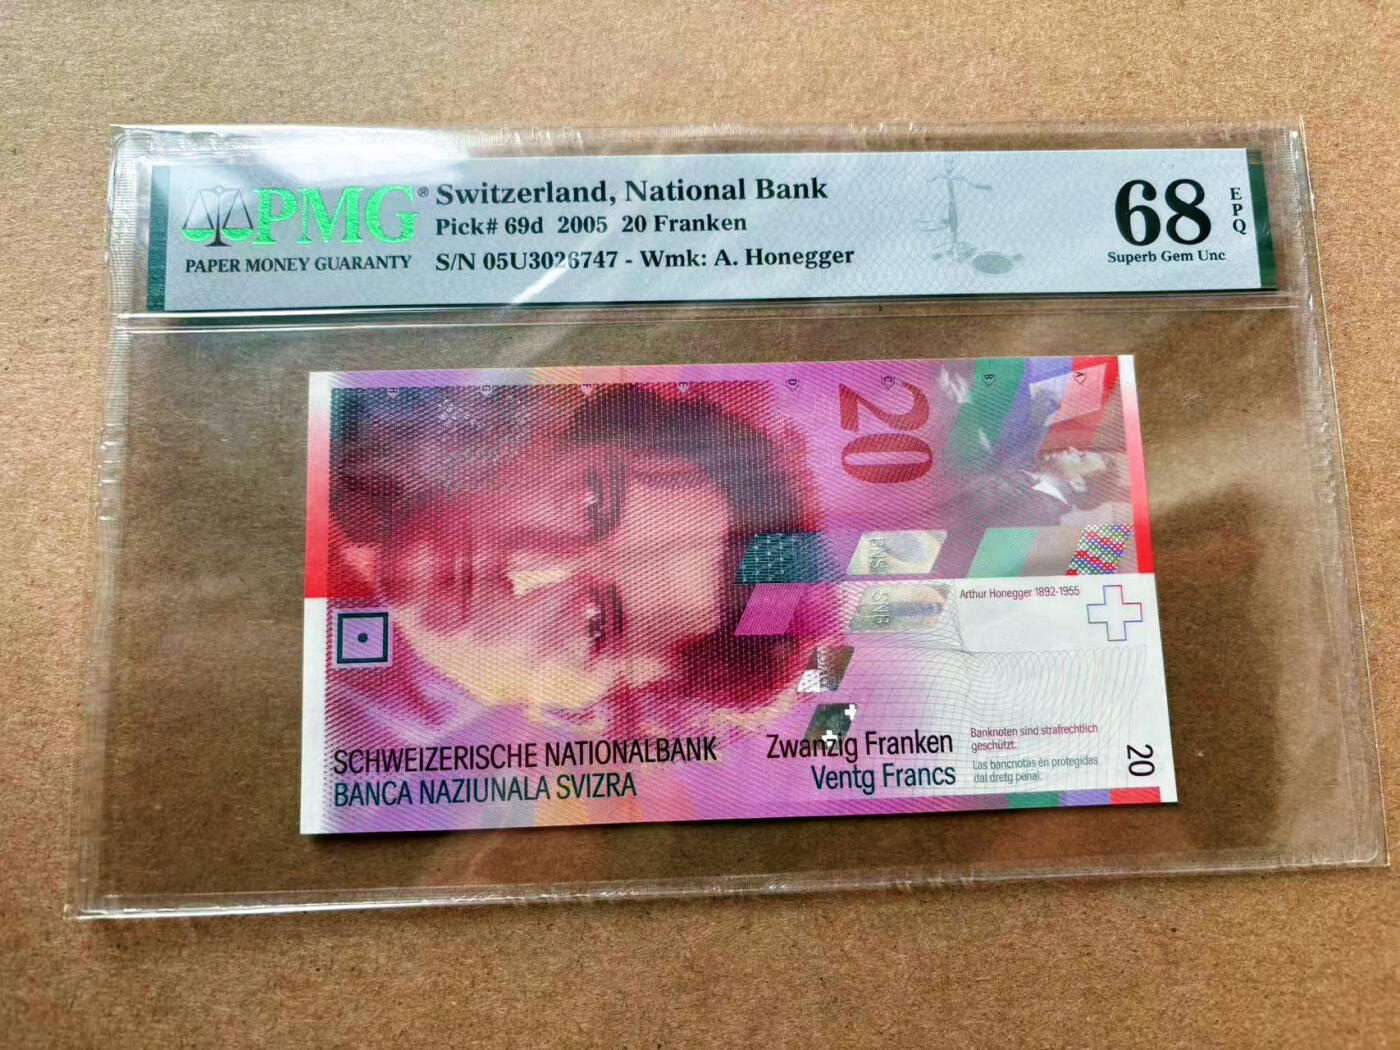 PMG®
PAPER MONEY GUARANTY
Switzerland, National Bank
Pick# 69d 2005 20 Franken
S/N 05U3026747 - Wmk: A. Honegger
68
EPQ
Superb Gem Unc
H G F E D C B A
20
SNB
SNB
Arthur Honegger 1892-1955
SCHWEIZERISCHE NATIONALBANK
BANCA NAZIUNALA SVIZRA
Zwanzig Franken
Ventg Francs
Banknoten sind strafrechtlich
geschützt.
Las bancnotas èn protegidas
dal dretg penal.
20